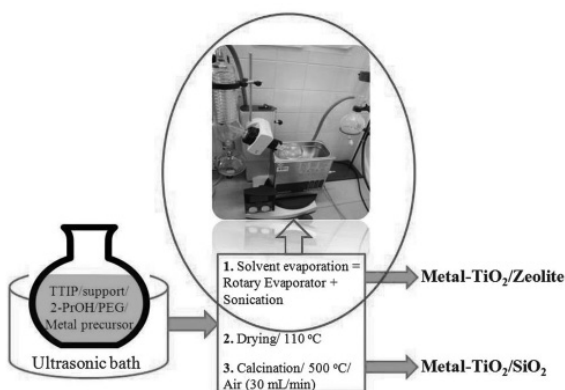 TTIP/support/
2-PrOH/PEG/
Metal precursor
Ultrasonic bath
1. Solvent evaporation =
Rotary Evaporator +
Sonication
2. Drying/ 110 ºC
3. Calcination/ 500 ºC/
Air (30 mL/min)
Metal-TiO₂/Zeolite
Metal-TiO₂/SiO₂